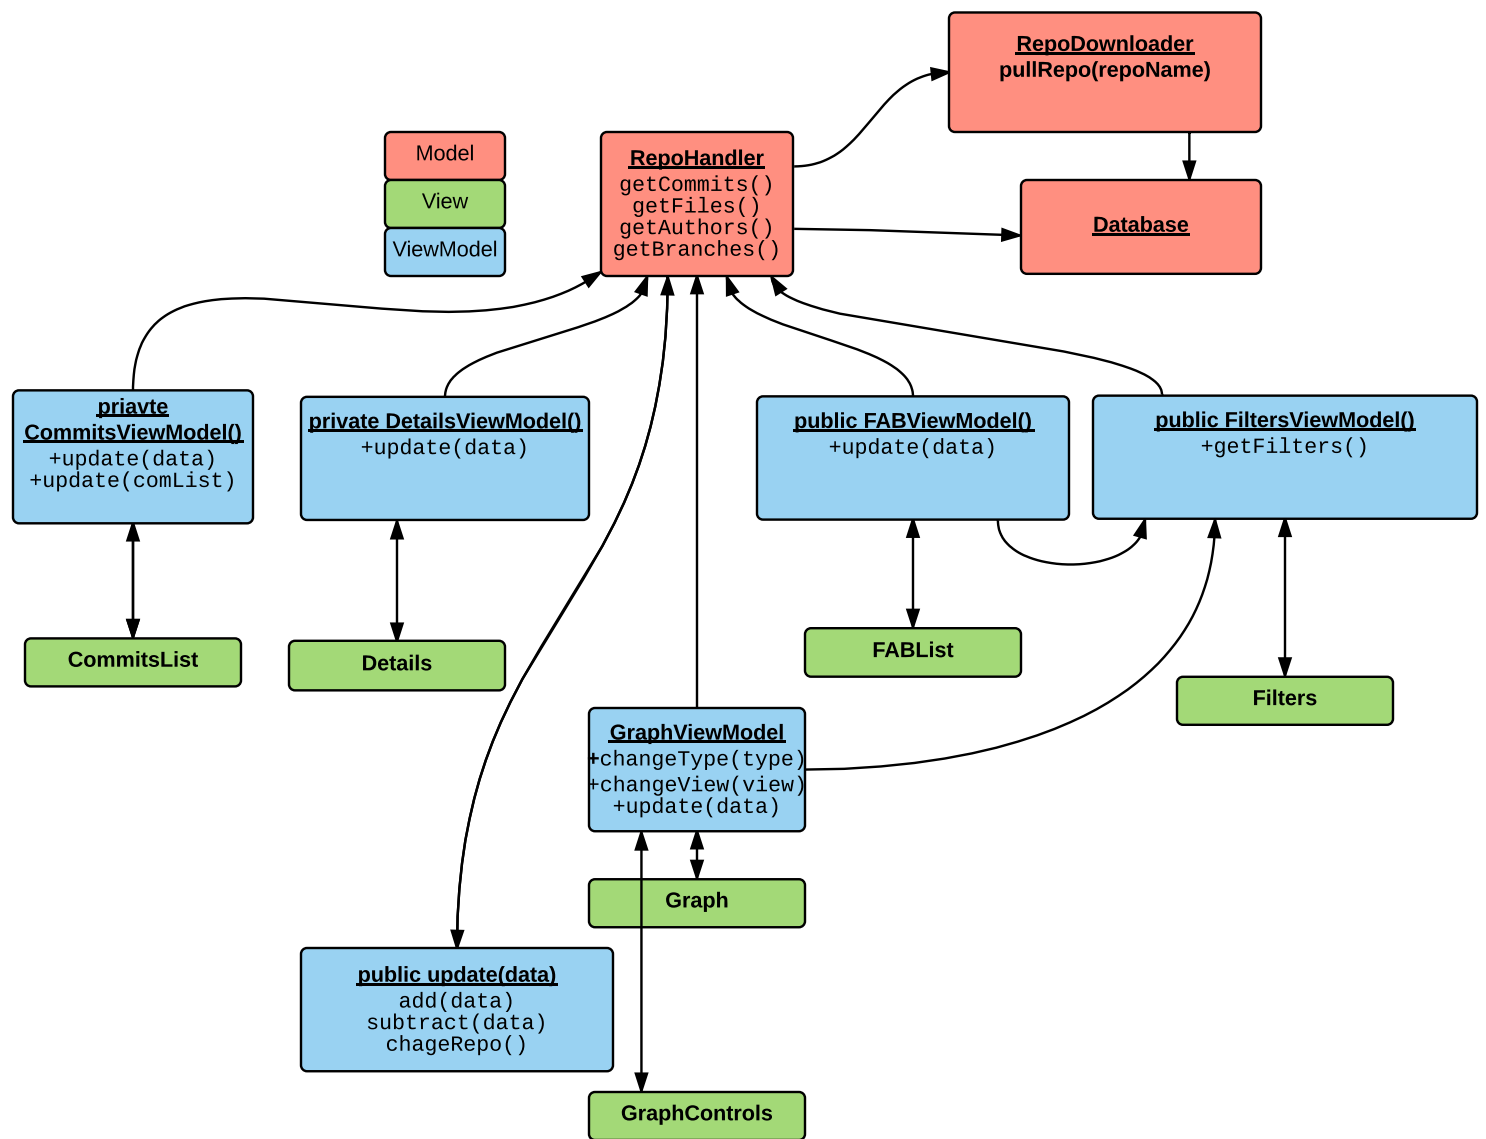 RepoDownloader
pullRepo(repoName)
Model
View
ViewModel
RepoHandler
getCommits()
getFiles()
getAuthors()
getBranches()
Database
priavte
CommitsViewModel()
+update(data)
+update(comList)
private DetailsViewModel()
+update(data)
public FABViewModel()
+update(data)
public FiltersViewModel()
+getFilters()
CommitsList
Details
FABList
Filters
GraphViewModel
+changeType(type)
+changeView(view)
+update(data)
Graph
public update(data)
add(data)
subtract(data)
chageRepo()
GraphControls